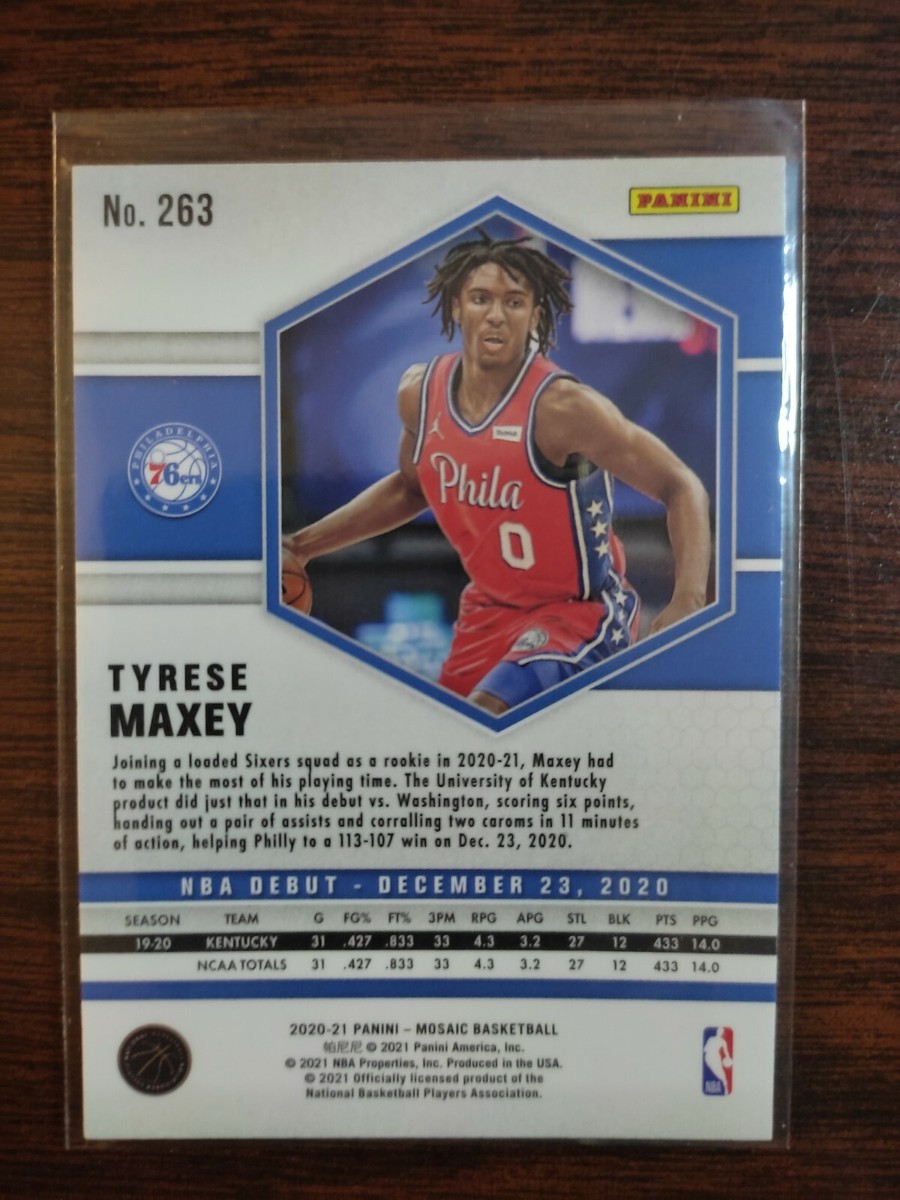 No. 263
PANINI
PHILADELPHIA
76ers
Phila
0
TYRESE
MAXEY
Joining a loaded Sixers squad as a rookie in 2020-21, Maxey had
to make the most of his playing time. The University of Kentucky
product did just that in his debut vs. Washington, scoring six points,
handing out a pair of assists and corralling two caroms in 11 minutes
of action, helping Philly to a 113-107 win on Dec. 23, 2020.
NBA DEBUT - DECEMBER 23, 2020
SEASON TEAM G FG% FT% 3PM RPG APG STL BLK PTS PPG
19-20 KENTUCKY 31 .427 .833 33 4.3 3.2 27 12 433 14.0
NCAA TOTALS 31 .427 .833 33 4.3 3.2 27 12 433 14.0
2020-21 PANINI – MOSAIC BASKETBALL
帕尼尼 © 2021 Panini America, Inc.
© 2021 NBA Properties, Inc. Produced in the USA.
© 2021 Officially licensed product of the
National Basketball Players Association.
NBA